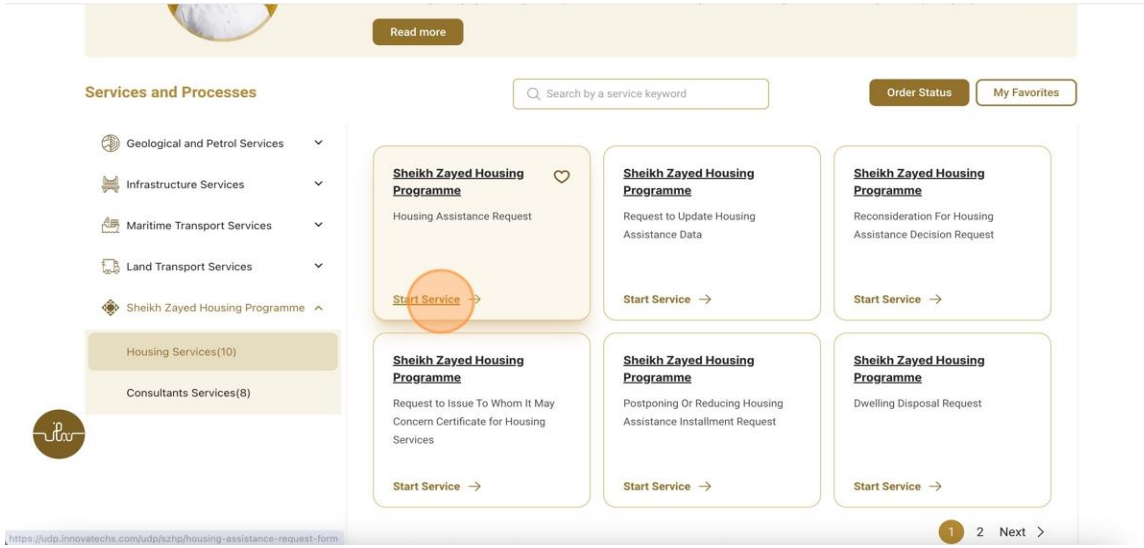 Read more
Services and Processes
Search by a service keyword
Order Status
My Favorites
Geological and Petrol Services
Infrastructure Services
Maritime Transport Services
Land Transport Services
Sheikh Zayed Housing Programme
Housing Services(10)
Consultants Services(8)
Sheikh Zayed Housing
Programme
Housing Assistance Request
Start Service
Sheikh Zayed Housing
Programme
Request to Update Housing
Assistance Data
Start Service
Sheikh Zayed Housing
Programme
Reconsideration For Housing
Assistance Decision Request
Start Service
Sheikh Zayed Housing
Programme
Request to Issue To Whom It May
Concern Certificate for Housing
Services
Start Service
Sheikh Zayed Housing
Programme
Postponing Or Reducing Housing
Assistance Installment Request
Start Service
Sheikh Zayed Housing
Programme
Dwelling Disposal Request
Start Service
1 2 Next
https://udp.innovatechs.com/udp/szhp/housing-assistance-request-form